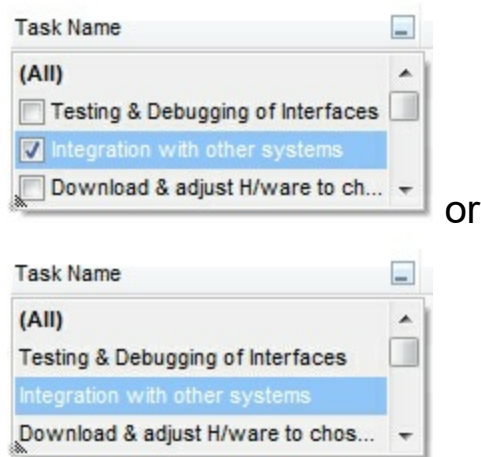 Task Name
(All)
Testing & Debugging of Interfaces
Integration with other systems
Download & adjust H/ware to ch...
or
Task Name
(All)
Testing & Debugging of Interfaces
Integration with other systems
Download & adjust H/ware to chos...